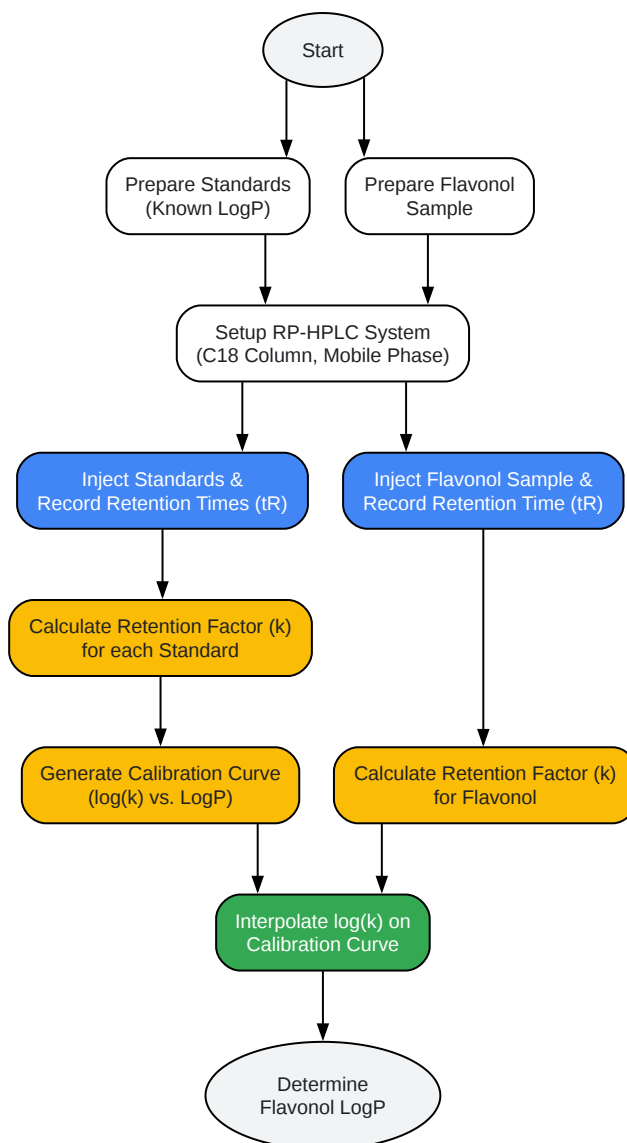 Start
Prepare Standards
(Known LogP)
Prepare Flavonol
Sample
Setup RP-HPLC System
(C18 Column, Mobile Phase)
Inject Standards &
Record Retention Times (tR)
Inject Flavonol Sample &
Record Retention Time (tR)
Calculate Retention Factor (k)
for each Standard
Generate Calibration Curve
(log(k) vs. LogP)
Calculate Retention Factor (k)
for Flavonol
Interpolate log(k) on
Calibration Curve
Determine
Flavonol LogP